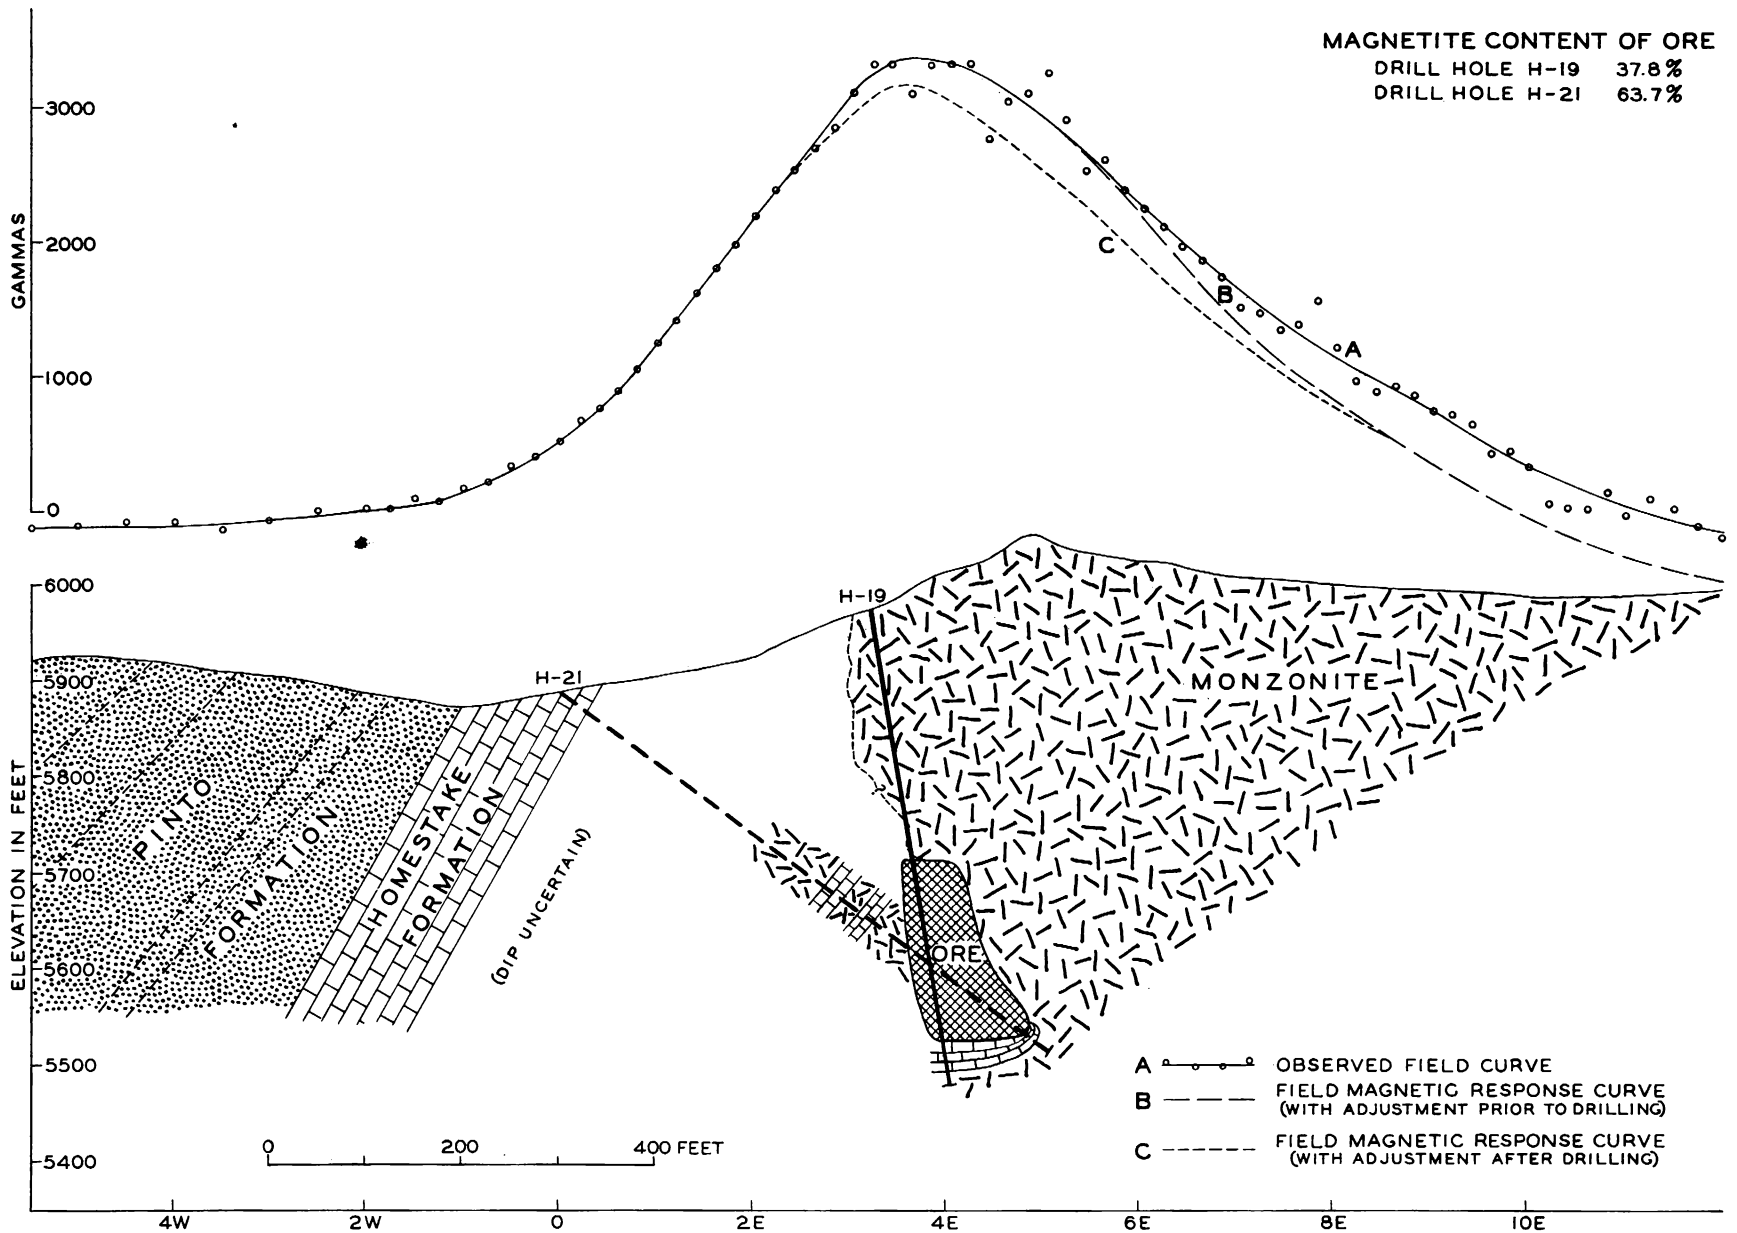 MAGNETITE CONTENT OF ORE
DRILL HOLE H-19 37.8%
DRILL HOLE H-21 63.7%
3000
2000
1000
0
GAMMAS
A
B
C
6000
5900
5800
5700
5600
5500
5400
ELEVATION IN FEET
H-19
H-21
MONZONITE
PINTO
FORMATION
HOMESTAKE
FORMATION
(DIP UNCERTAIN)
?
ORE
A OBSERVED FIELD CURVE
B FIELD MAGNETIC RESPONSE CURVE
(WITH ADJUSTMENT PRIOR TO DRILLING)
C FIELD MAGNETIC RESPONSE CURVE
(WITH ADJUSTMENT AFTER DRILLING)
0 200 400 FEET
4W 2W 0 2E 4E 6E 8E 10E